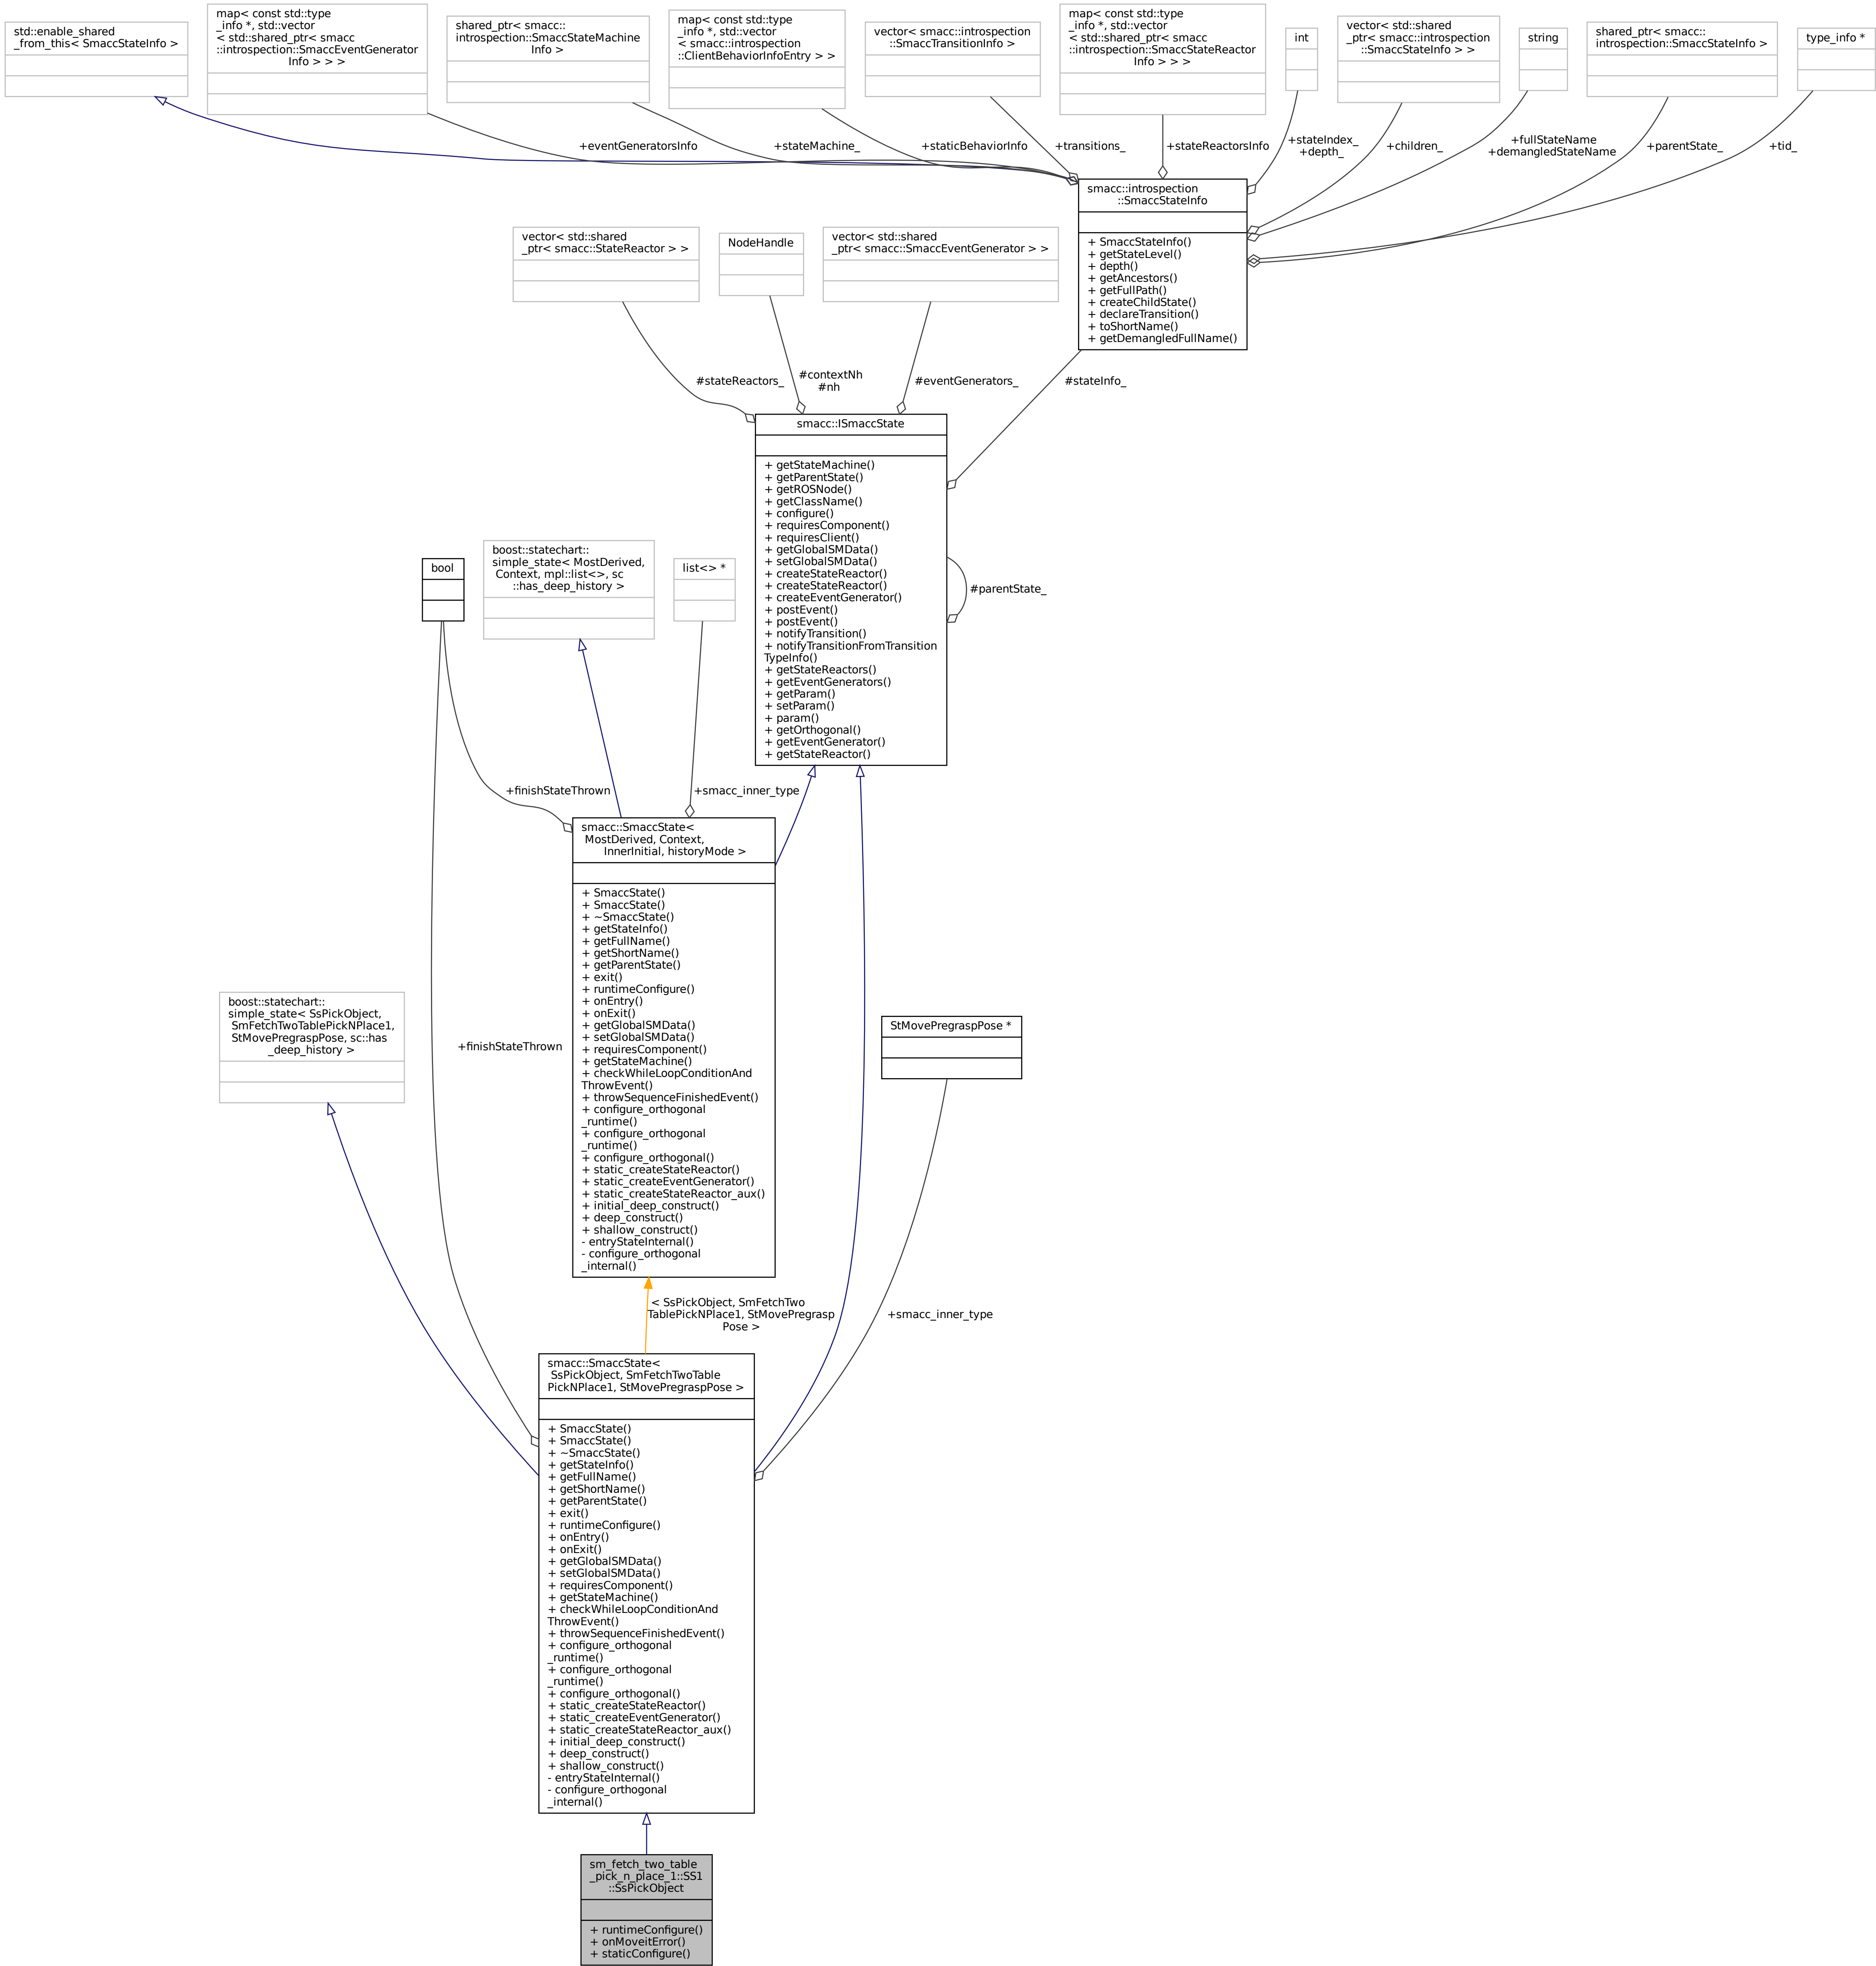 std::enable_shared
_from_this< SmaccStateInfo >
map< const std::type
_info *, std::vector
< std::shared_ptr< smacc
::introspection::SmaccEventGenerator
Info > > >
shared_ptr< smacc::
introspection::SmaccStateMachine
Info >
map< const std::type
_info *, std::vector
< smacc::introspection
::ClientBehaviorInfoEntry > >
vector< smacc::introspection
::SmaccTransitionInfo >
map< const std::type
_info *, std::vector
< std::shared_ptr< smacc
::introspection::SmaccStateReactor
Info > > >
int
vector< std::shared
_ptr< smacc::introspection
::SmaccStateInfo > >
string
shared_ptr< smacc::
introspection::SmaccStateInfo >
type_info *
+eventGeneratorsInfo
+stateMachine_
+staticBehaviorInfo
+transitions_
+stateReactorsInfo
+stateIndex_
+depth_
+children_
+fullStateName
+demangledStateName
+parentState_
+tid_
smacc::introspection
::SmaccStateInfo
+ SmaccStateInfo()
+ getStateLevel()
+ depth()
+ getAncestors()
+ getFullPath()
+ createChildState()
+ declareTransition()
+ toShortName()
+ getDemangledFullName()
vector< std::shared
_ptr< smacc::StateReactor > >
NodeHandle
vector< std::shared
_ptr< smacc::SmaccEventGenerator > >
#stateReactors_
#contextNh
#nh
#eventGenerators_
#stateInfo_
smacc::ISmaccState
+ getStateMachine()
+ getParentState()
+ getROSNode()
+ getClassName()
+ configure()
+ requiresComponent()
+ requiresClient()
+ getGlobalSMData()
+ setGlobalSMData()
+ createStateReactor()
+ createStateReactor()
+ createEventGenerator()
+ postEvent()
+ postEvent()
+ notifyTransition()
+ notifyTransitionFromTransition
TypeInfo()
+ getStateReactors()
+ getEventGenerators()
+ getParam()
+ setParam()
+ param()
+ getOrthogonal()
+ getEventGenerator()
+ getStateReactor()
#parentState_
bool
boost::statechart::
simple_state< MostDerived,
Context, mpl::list<>, sc
::has_deep_history >
list<> *
+finishStateThrown
+smacc_inner_type
smacc::SmaccState<
MostDerived, Context,
InnerInitial, historyMode >
+ SmaccState()
+ SmaccState()
+ ~SmaccState()
+ getStateInfo()
+ getFullName()
+ getShortName()
+ getParentState()
+ exit()
+ runtimeConfigure()
+ onEntry()
+ onExit()
+ getGlobalSMData()
+ setGlobalSMData()
+ requiresComponent()
+ getStateMachine()
+ checkWhileLoopConditionAnd
ThrowEvent()
+ throwSequenceFinishedEvent()
+ configure_orthogonal
_runtime()
+ configure_orthogonal
_runtime()
+ configure_orthogonal()
+ static_createStateReactor()
+ static_createEventGenerator()
+ static_createStateReactor_aux()
+ initial_deep_construct()
+ deep_construct()
+ shallow_construct()
- entryStateInternal()
- configure_orthogonal
_internal()
boost::statechart::
simple_state< SsPickObject,
SmFetchTwoTablePickNPlace1,
StMovePregraspPose, sc::has
_deep_history >
+finishStateThrown
StMovePregraspPose *
< SsPickObject, SmFetchTwo
TablePickNPlace1, StMovePregrasp
Pose >
+smacc_inner_type
smacc::SmaccState<
SsPickObject, SmFetchTwoTable
PickNPlace1, StMovePregraspPose >
+ SmaccState()
+ SmaccState()
+ ~SmaccState()
+ getStateInfo()
+ getFullName()
+ getShortName()
+ getParentState()
+ exit()
+ runtimeConfigure()
+ onEntry()
+ onExit()
+ getGlobalSMData()
+ setGlobalSMData()
+ requiresComponent()
+ getStateMachine()
+ checkWhileLoopConditionAnd
ThrowEvent()
+ throwSequenceFinishedEvent()
+ configure_orthogonal
_runtime()
+ configure_orthogonal
_runtime()
+ configure_orthogonal()
+ static_createStateReactor()
+ static_createEventGenerator()
+ static_createStateReactor_aux()
+ initial_deep_construct()
+ deep_construct()
+ shallow_construct()
- entryStateInternal()
- configure_orthogonal
_internal()
sm_fetch_two_table
_pick_n_place_1::SS1
::SsPickObject
+ runtimeConfigure()
+ onMoveitError()
+ staticConfigure()